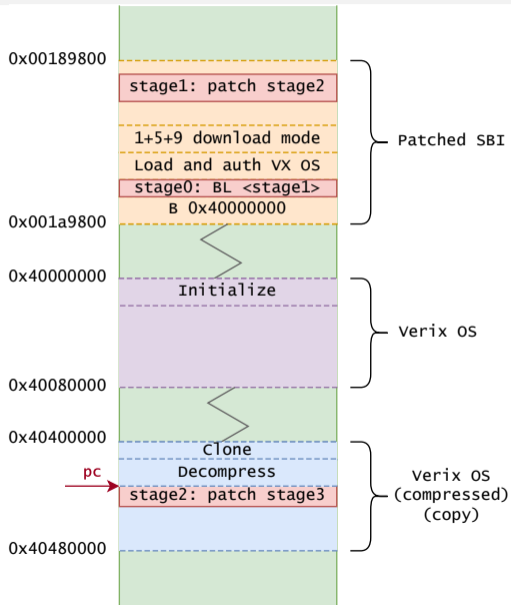 0x00189800
stage1: patch stage2
1+5+9 download mode
Patched SBI
Load and auth VX OS
stage0: BL <stage1>
B 0x40000000
0x001a9800
0x40000000
Initialize
Verix OS
0x40080000
0x40400000
Clone
Decompress
pc
stage2: patch stage3
Verix OS
(compressed)
(copy)
0x40480000